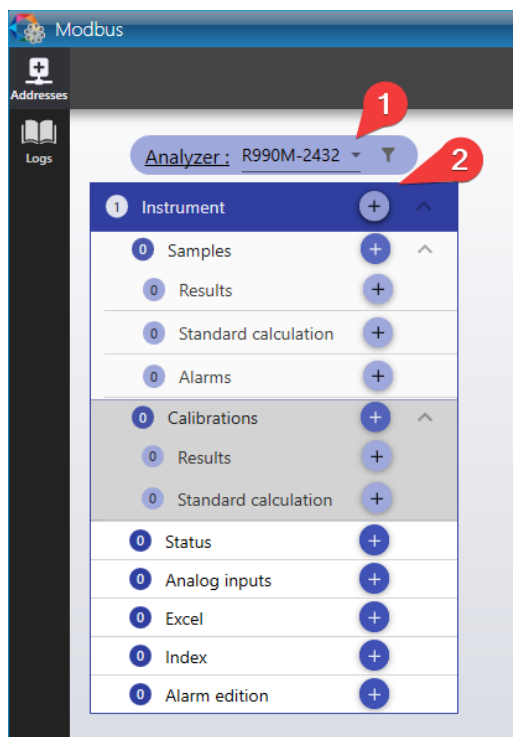 Modbus
Addresses
Logs
1
Analyzer : R990M-2432
2
1 Instrument +
0 Samples +
0 Results +
0 Standard calculation +
0 Alarms +
0 Calibrations +
0 Results +
0 Standard calculation +
0 Status +
0 Analog inputs +
0 Excel +
0 Index +
0 Alarm edition +